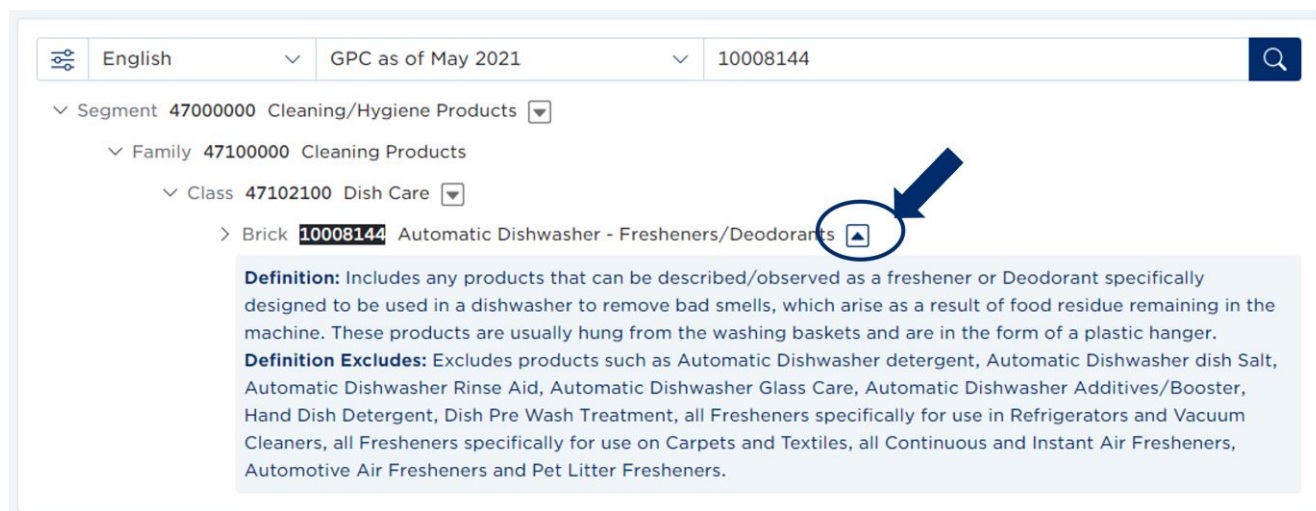 English GPC as of May 2021 10008144
Segment 47000000 Cleaning/Hygiene Products
Family 47100000 Cleaning Products
Class 47102100 Dish Care
Brick 10008144 Automatic Dishwasher - Fresheners/Deodorants
Definition: Includes any products that can be described/observed as a freshener or Deodorant specifically
designed to be used in a dishwasher to remove bad smells, which arise as a result of food residue remaining in the
machine. These products are usually hung from the washing baskets and are in the form of a plastic hanger.
Definition Excludes: Excludes products such as Automatic Dishwasher detergent, Automatic Dishwasher dish Salt,
Automatic Dishwasher Rinse Aid, Automatic Dishwasher Glass Care, Automatic Dishwasher Additives/Booster,
Hand Dish Detergent, Dish Pre Wash Treatment, all Fresheners specifically for use in Refrigerators and Vacuum
Cleaners, all Fresheners specifically for use on Carpets and Textiles, all Continuous and Instant Air Fresheners,
Automotive Air Fresheners and Pet Litter Fresheners.